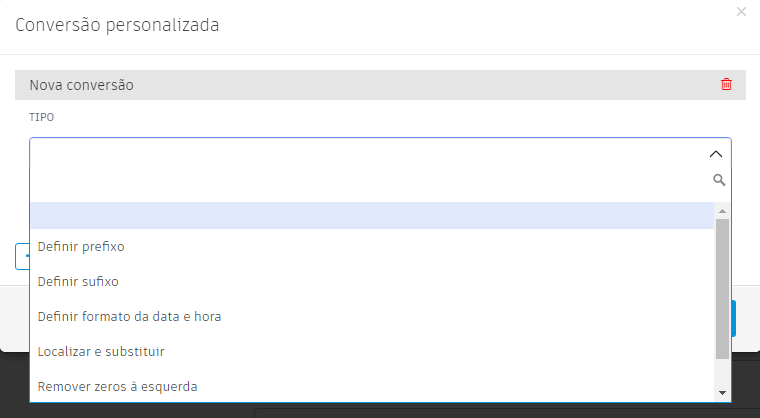 Conversão personalizada
Nova conversão
TIPO
Definir prefixo
Definir sufixo
Definir formato da data e hora
Localizar e substituir
Remover zeros à esquerda